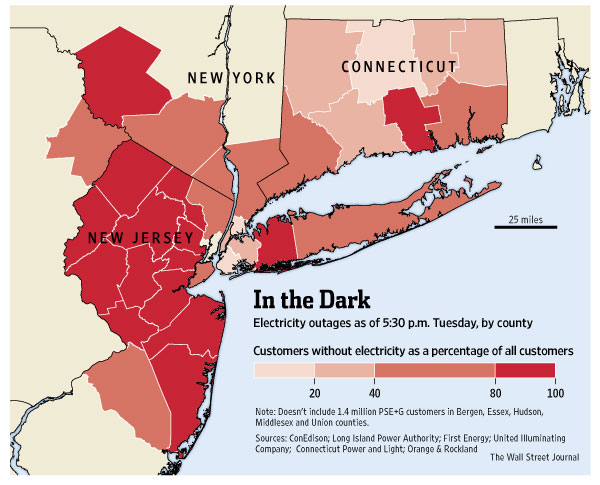 NEW YORK
CONNECTICUT
NEW JERSEY
25 miles
In the Dark
Electricity outages as of 5:30 p.m. Tuesday, by county
Customers without electricity as a percentage of all customers
20 40 80 100
Note: Doesn't include 1.4 million PSE+G customers in Bergen, Essex, Hudson,
Middlesex and Union counties.
Sources: ConEdison; Long Island Power Authority; First Energy; United Illuminating
Company; Connecticut Power and Light; Orange & Rockland
The Wall Street Journal